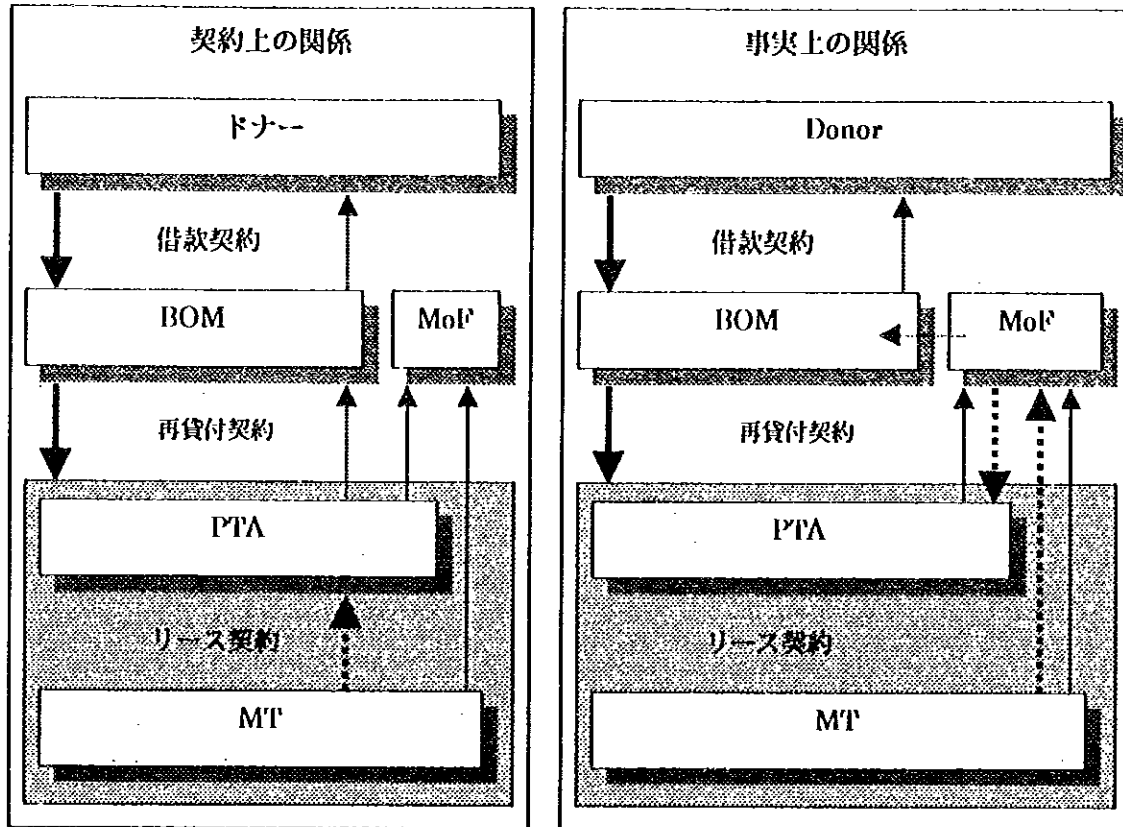 契約上の関係
ドナー
借款契約
BOM
MoF
再貸付契約
PTA
リース契約
MT
事実上の関係
Donor
借款契約
BOM
MoF
再貸付契約
PTA
リース契約
MT